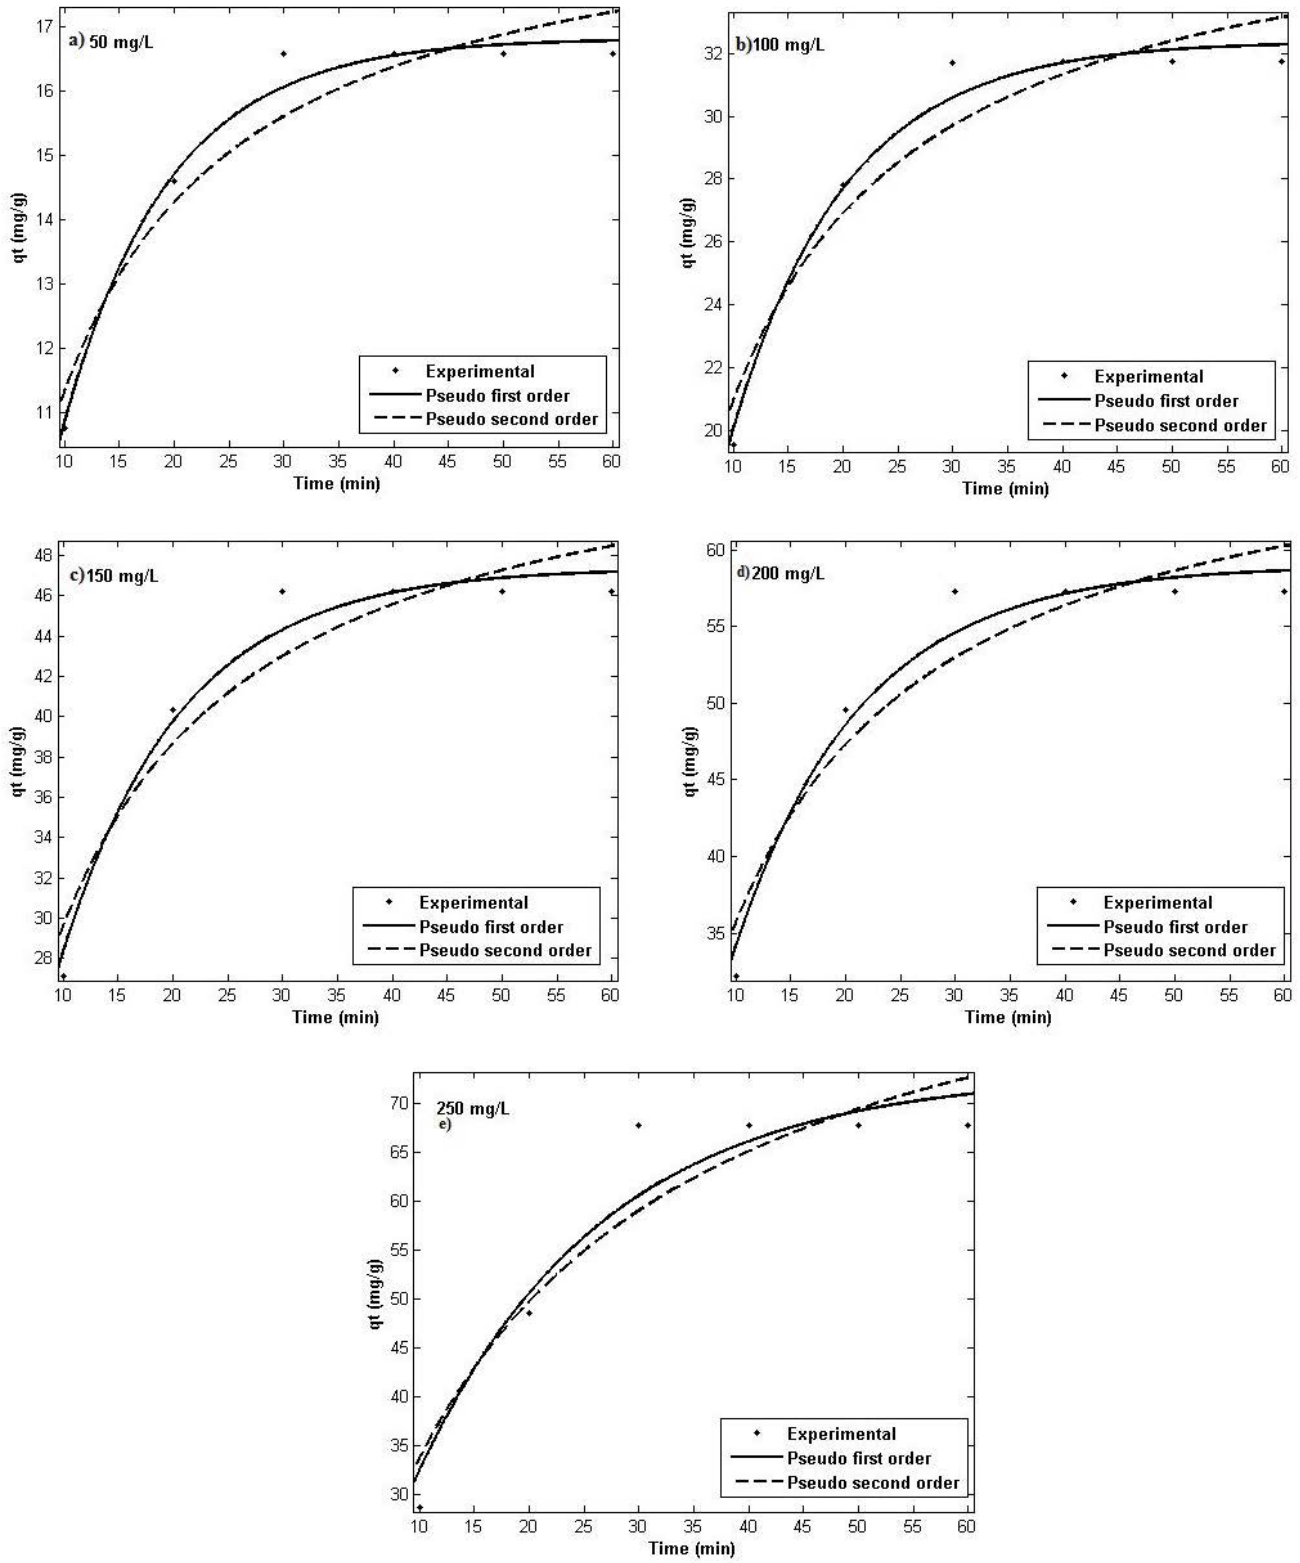 a) 50 mg/L
17
16
15
14
13
12
11
qt (mg/g)
Experimental
Pseudo first order
Pseudo second order
10 15 20 25 30 35 40 45 50 55 60
Time (min)
b)100 mg/L
32
30
28
26
24
22
20
qt (mg/g)
Experimental
Pseudo first order
Pseudo second order
10 15 20 25 30 35 40 45 50 55 60
Time (min)
c)150 mg/L
48
46
44
42
40
38
36
34
32
30
28
qt (mg/g)
Experimental
Pseudo first order
Pseudo second order
10 15 20 25 30 35 40 45 50 55 60
Time (min)
d)200 mg/L
60
55
50
45
40
35
qt (mg/g)
Experimental
Pseudo first order
Pseudo second order
10 15 20 25 30 35 40 45 50 55 60
Time (min)
250 mg/L
e)
70
65
60
55
50
45
40
35
30
qt (mg/g)
Experimental
Pseudo first order
Pseudo second order
10 15 20 25 30 35 40 45 50 55 60
Time (min)